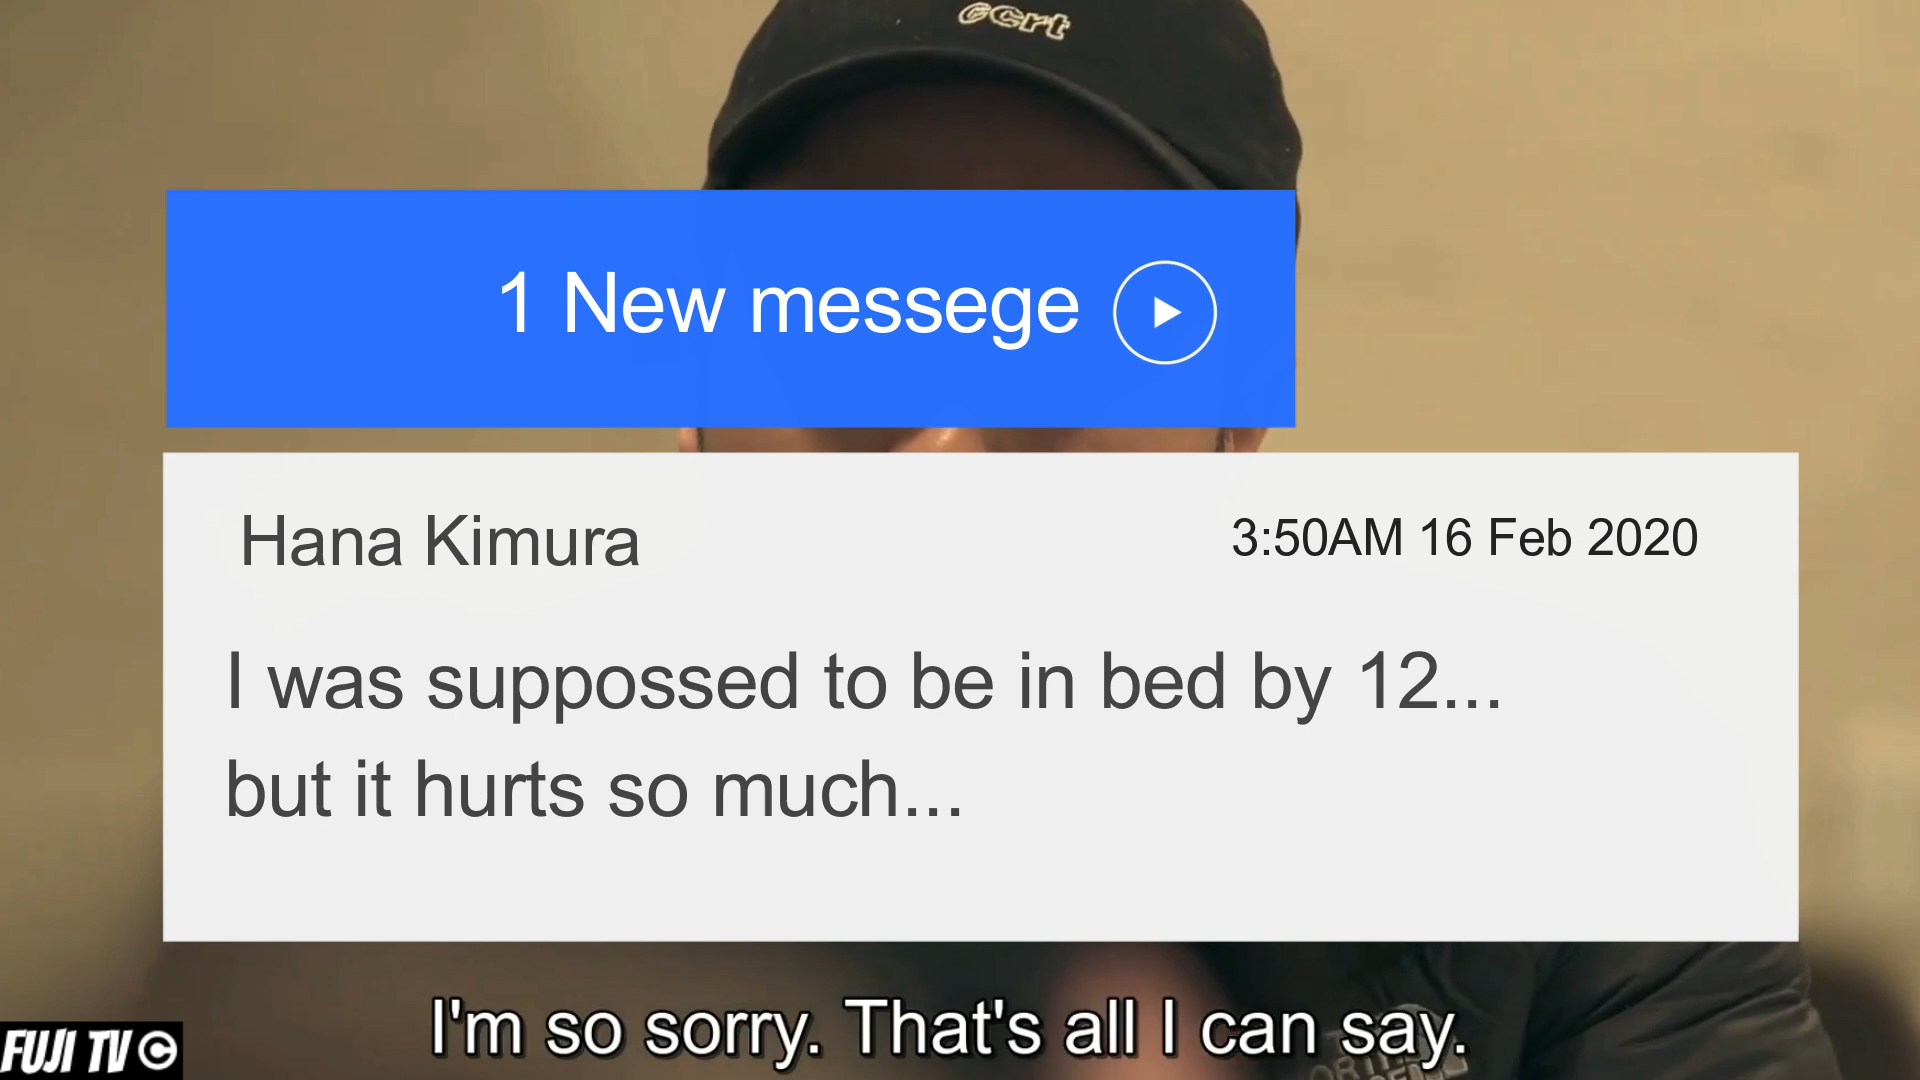 ccrt
1 New messege
Hana Kimura
3:50AM 16 Feb 2020
I was suppossed to be in bed by 12...
but it hurts so much...
I'm so sorry. That's all I can say.
FUJI TV ©